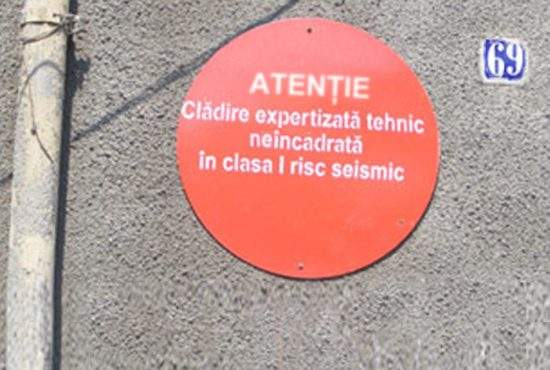 ATENȚIE
Clădire expertizată tehnic
neîncadrată
în clasa I risc seismic
69